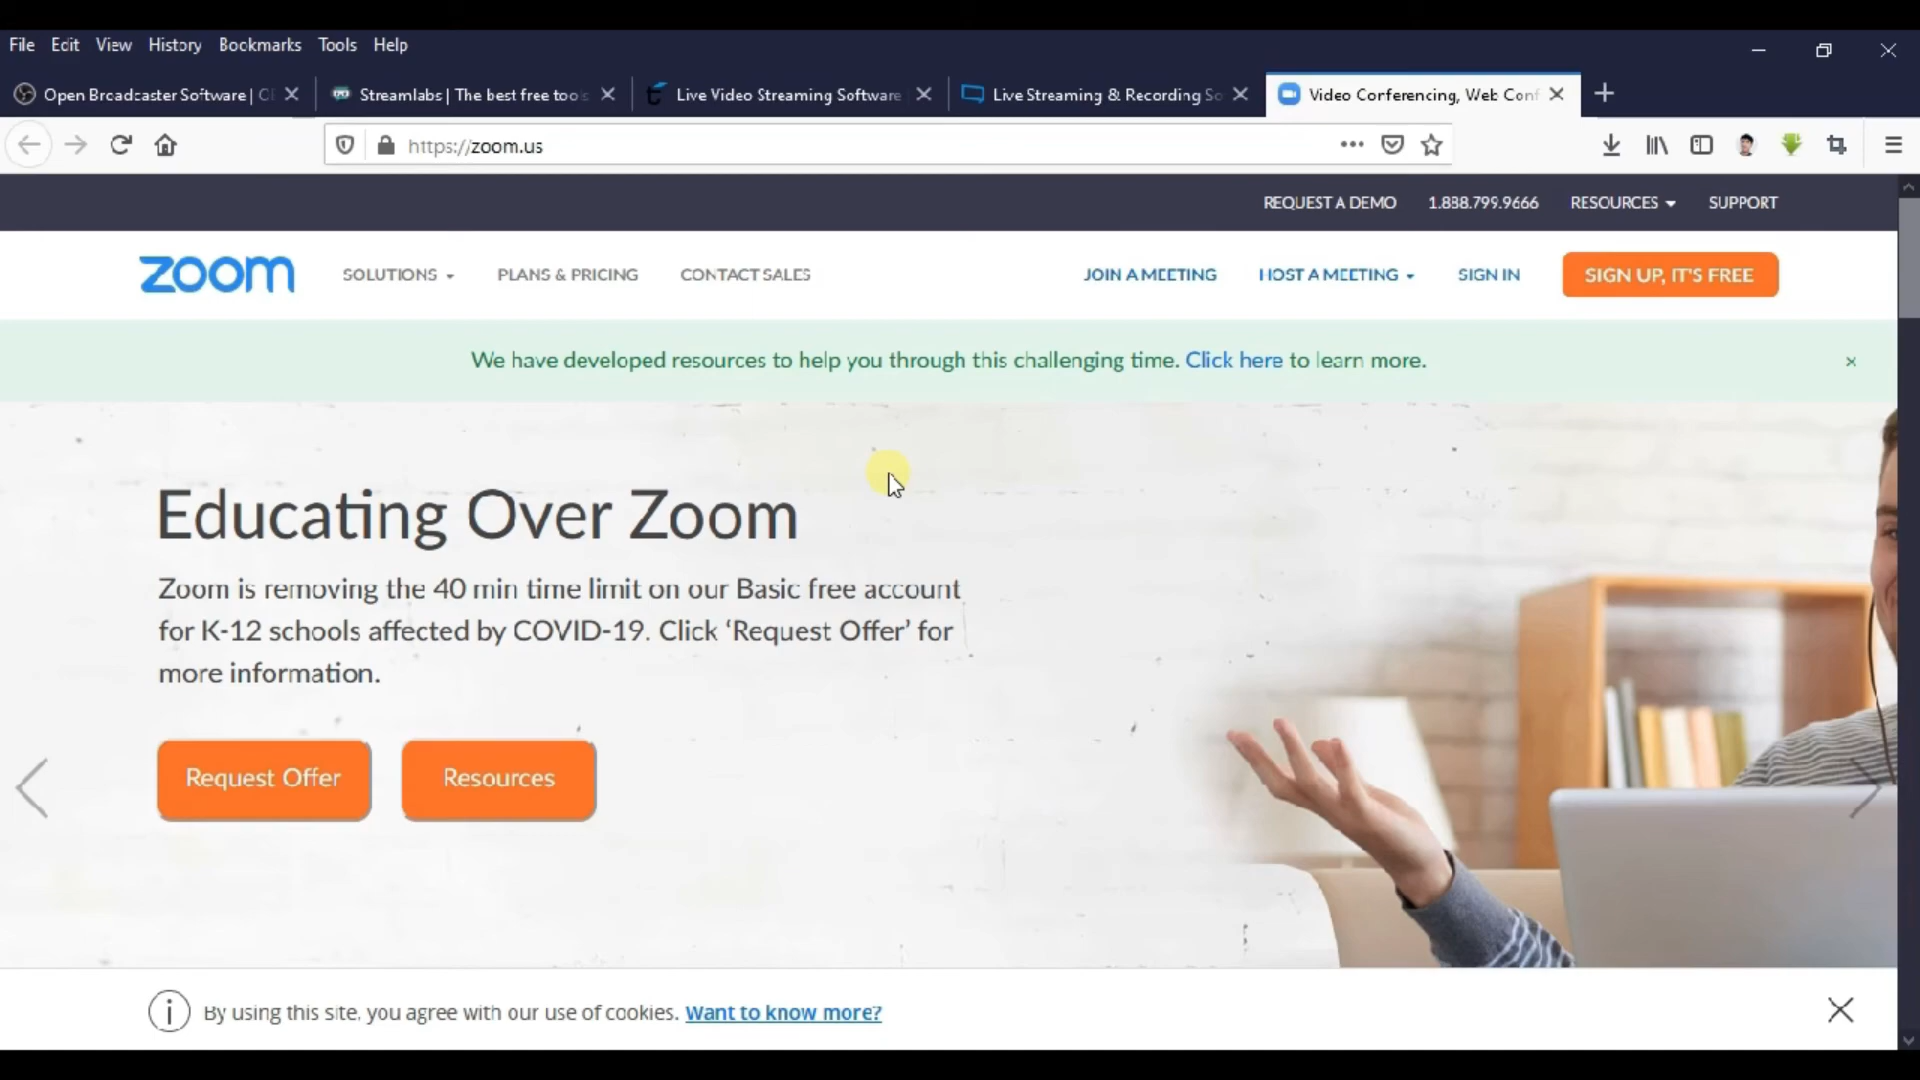 File Edit View History Bookmarks Tools Help
Open Broadcaster Software | Streamlabs | The best free tools Live Video Streaming Software Live Streaming & Recording So Video Conferencing, Web Conf
https://zoom.us
REQUEST A DEMO 1.888.799.9666 RESOURCES SUPPORT
zoom SOLUTIONS PLANS & PRICING CONTACT SALES JOIN A MEETING HOST A MEETING SIGN IN SIGN UP, IT'S FREE
We have developed resources to help you through this challenging time. Click here to learn more.
Educating Over Zoom
Zoom is removing the 40 min time limit on our Basic free account
for K-12 schools affected by COVID-19. Click ‘Request Offer’ for
more information.
Request Offer Resources
By using this site, you agree with our use of cookies. Want to know more?